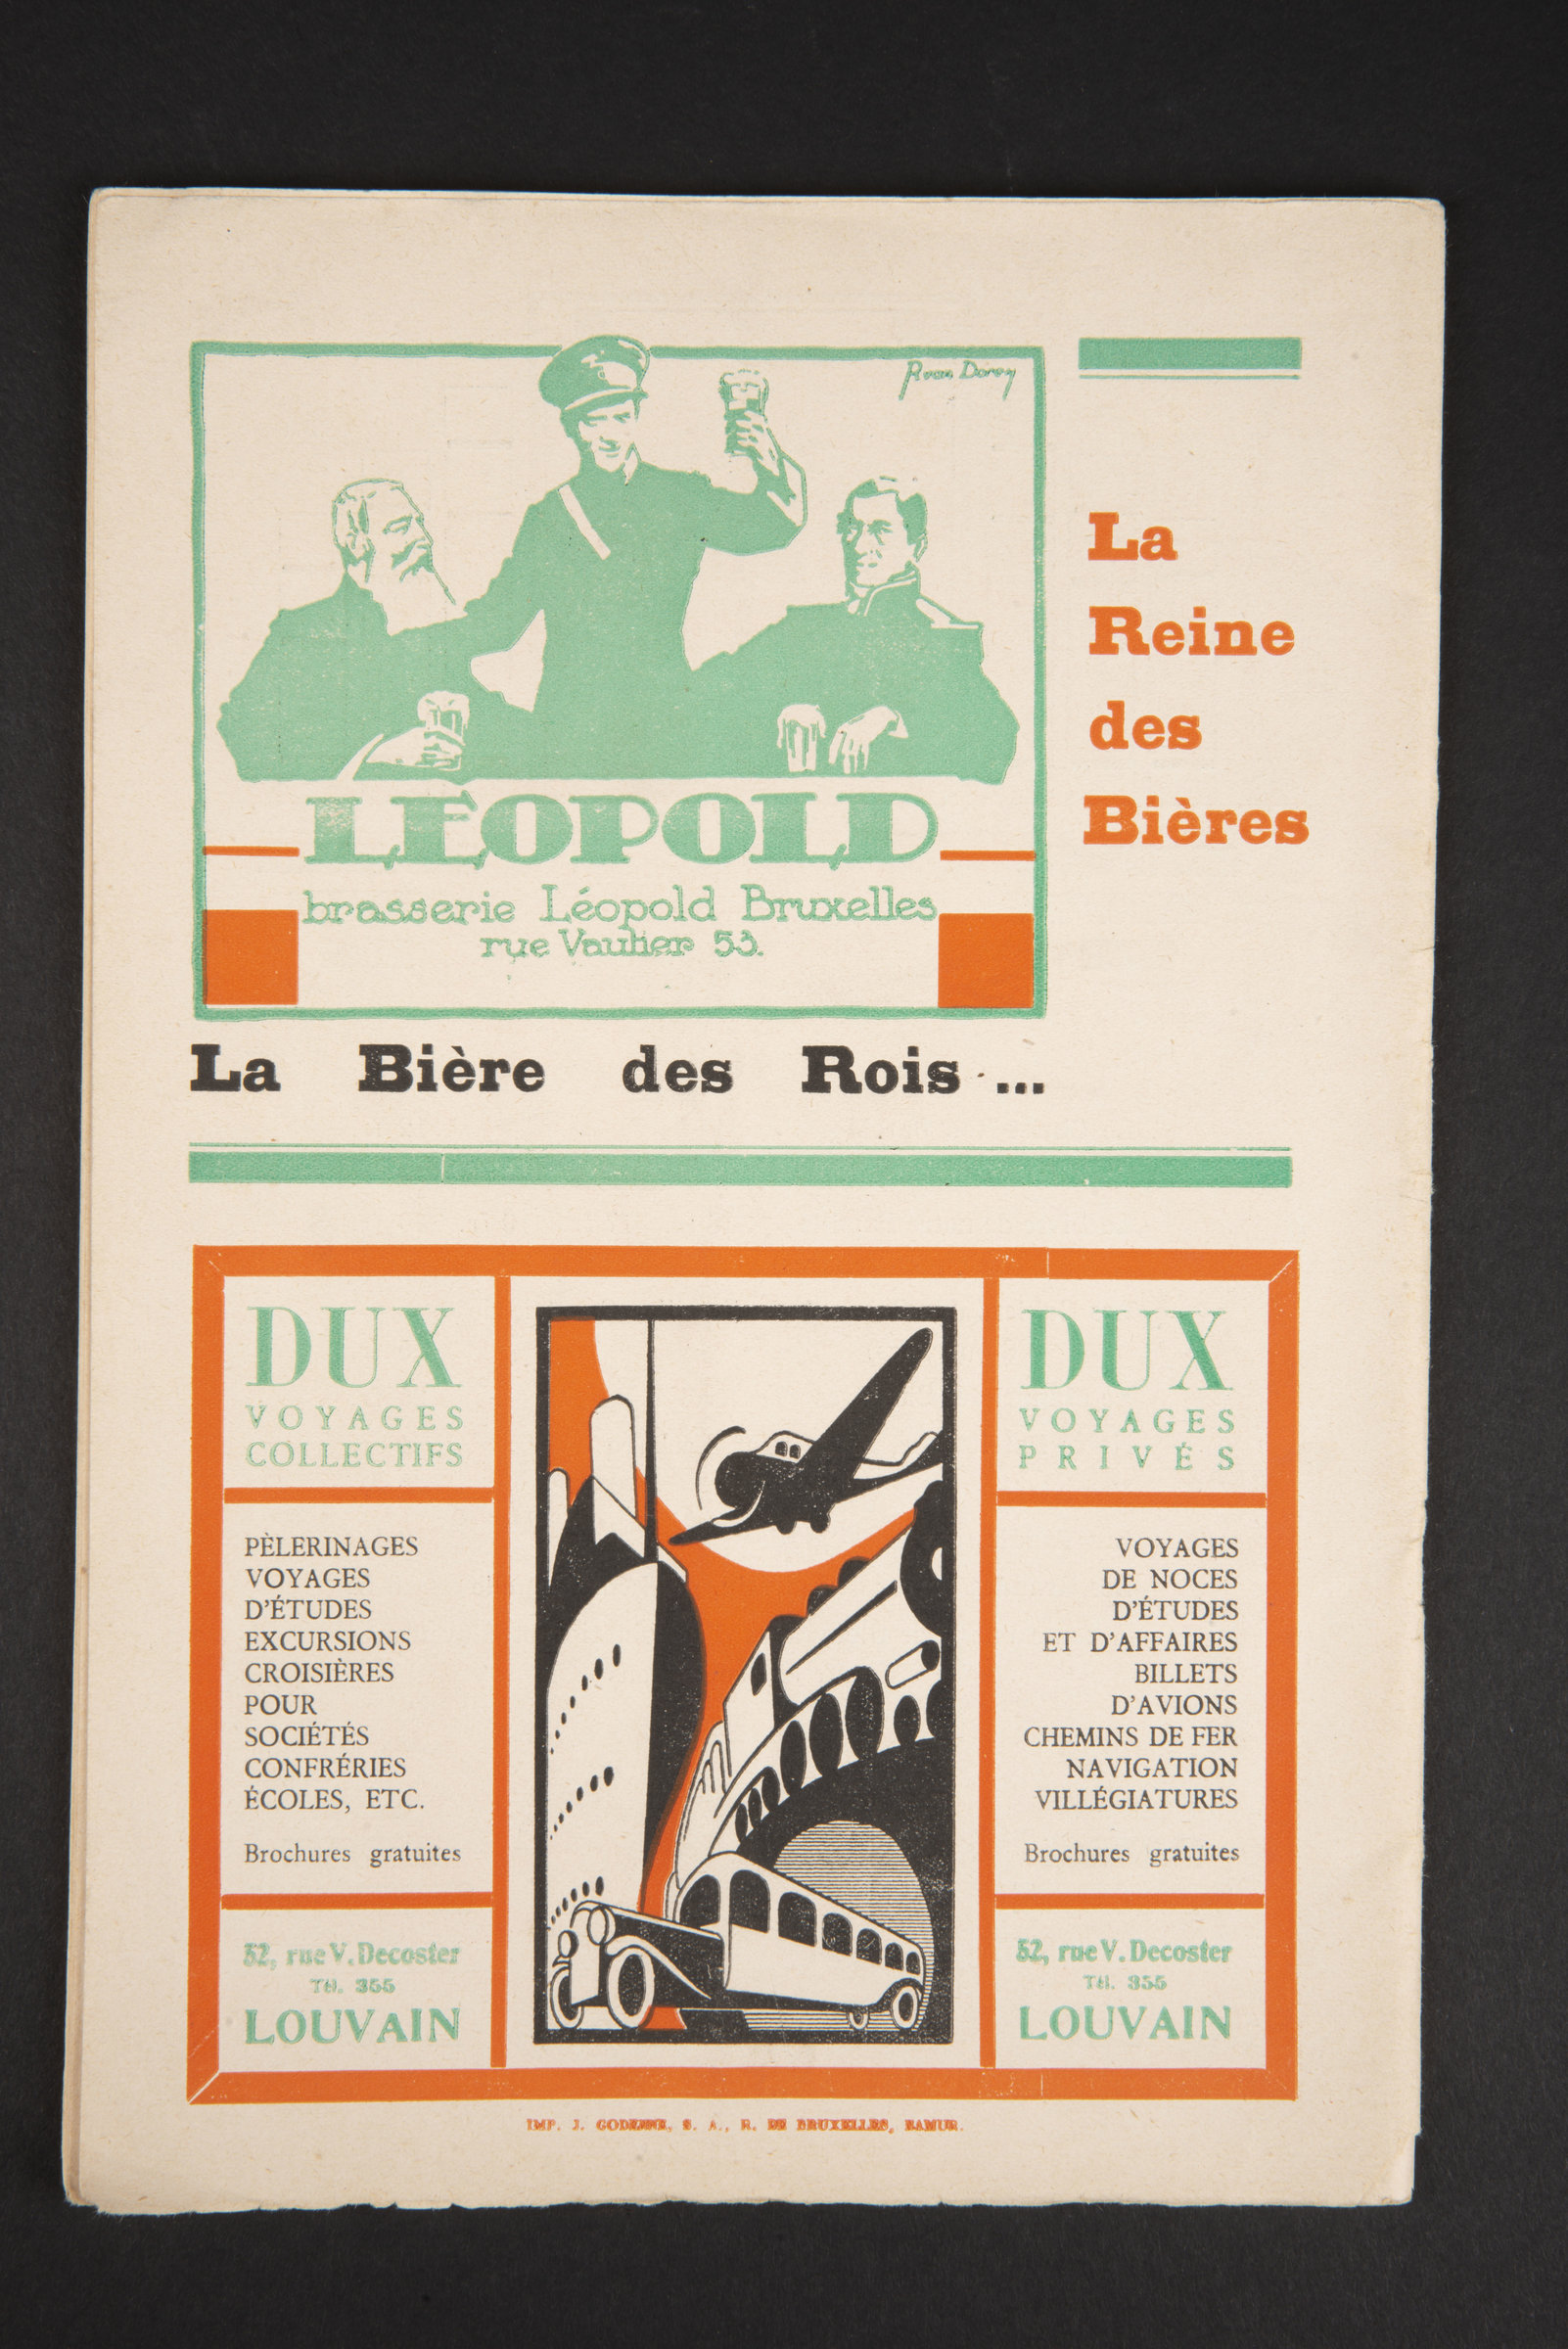 LÉOPOLD
brasserie Léopold Bruxelles
rue Vautier 53.
La
Reine
des
Bières
La Bière des Rois ...
DUX
VOYAGES
COLLECTIFS
PÈLERINAGES
VOYAGES
D'ÉTUDES
EXCURSIONS
CROISIÈRES
POUR
SOCIÉTÉS
CONFRÉRIES
ÉCOLES, ETC.
Brochures gratuites
52, rue V. Decoster
Tél. 355
LOUVAIN
DUX
VOYAGES
PRIVÉS
VOYAGES
DE NOCES
D'ÉTUDES
ET D'AFFAIRES
BILLETS
D'AVIONS
CHEMINS DE FER
NAVIGATION
VILLÉGIATURES
Brochures gratuites
52, rue V. Decoster
Tél. 355
LOUVAIN
IMP. J. GODENNE, S. A., R. DE BRUXELLES, NAMUR.